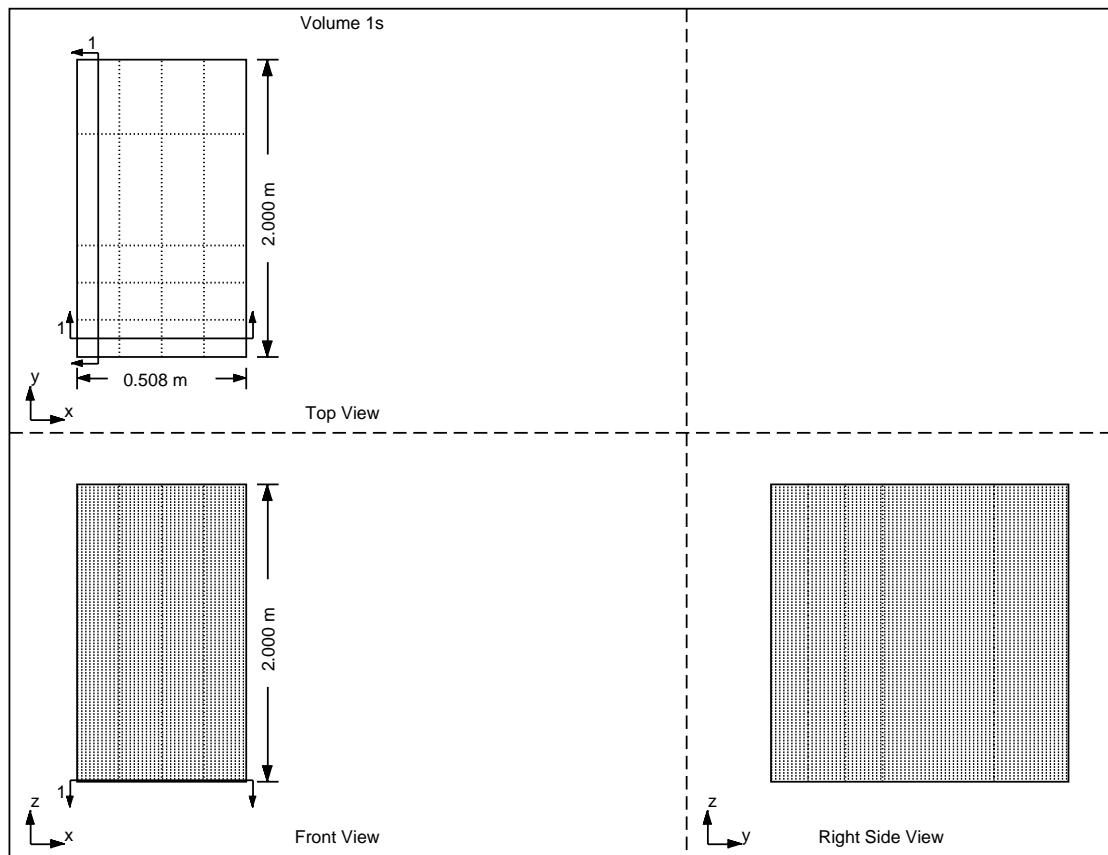 Volume 1s
1
2.000 m
1
0.508 m
y
x
Top View
2.000 m
1
z
x
Front View
z
y
Right Side View